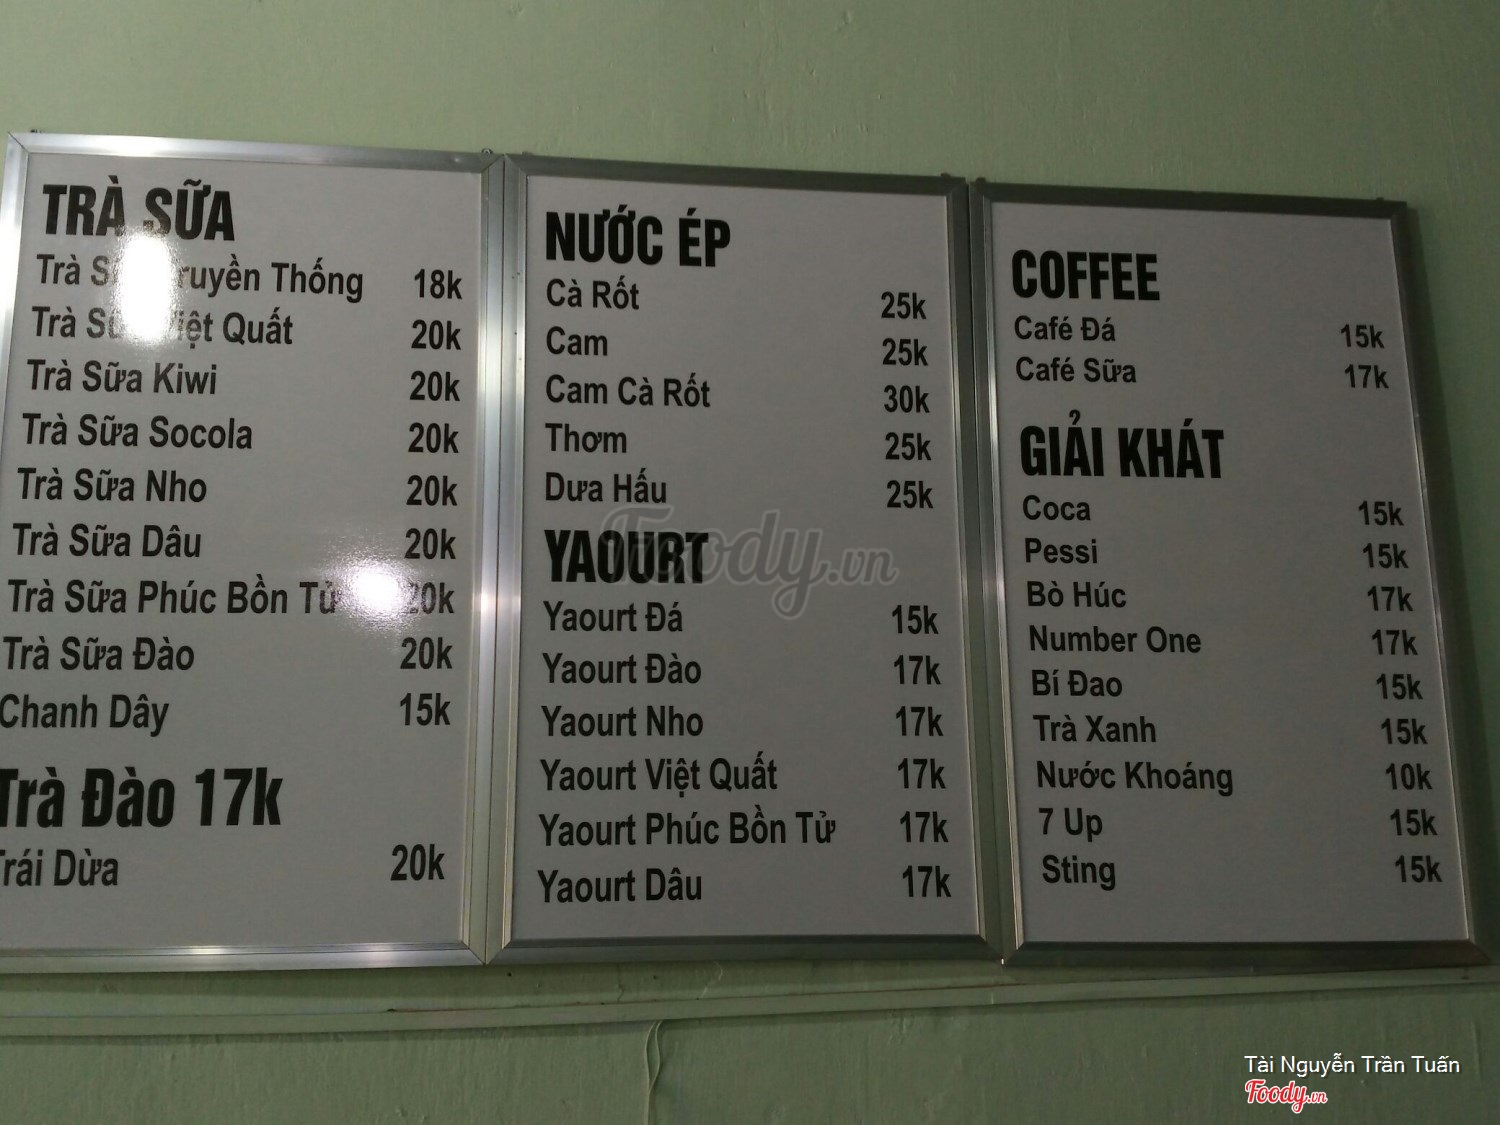 TRÀ SỮA
Trà Truyền Thống 18k
Trà Sữa Việt Quất 20k
Trà Sữa Kiwi 20k
Trà Sữa Socola 20k
Trà Sữa Nho 20k
Trà Sữa Dâu 20k
Trà Sữa Phúc Bồn Tử 20k
Trà Sữa Đào 20k
Chanh Dây 15k
Trà Đào 17k
Trái Dừa 20k
NƯỚC ÉP
Cà Rốt 25k
Cam 25k
Cam Cà Rốt 30k
Thơm 25k
Dưa Hấu 25k
YAOURT
Yaourt Đá 15k
Yaourt Đào 17k
Yaourt Nho 17k
Yaourt Việt Quất 17k
Yaourt Phúc Bồn Tử 17k
Yaourt Dâu 17k
COFFEE
Café Đá 15k
Café Sữa 17k
GIẢI KHÁT
Coca 15k
Pessi 15k
Bò Húc 17k
Number One 17k
Bí Đao 15k
Trà Xanh 15k
Nước Khoáng 10k
7 Up 15k
Sting 15k
Foody.vn
Tài Nguyễn Trần Tuấn
Foody.vn